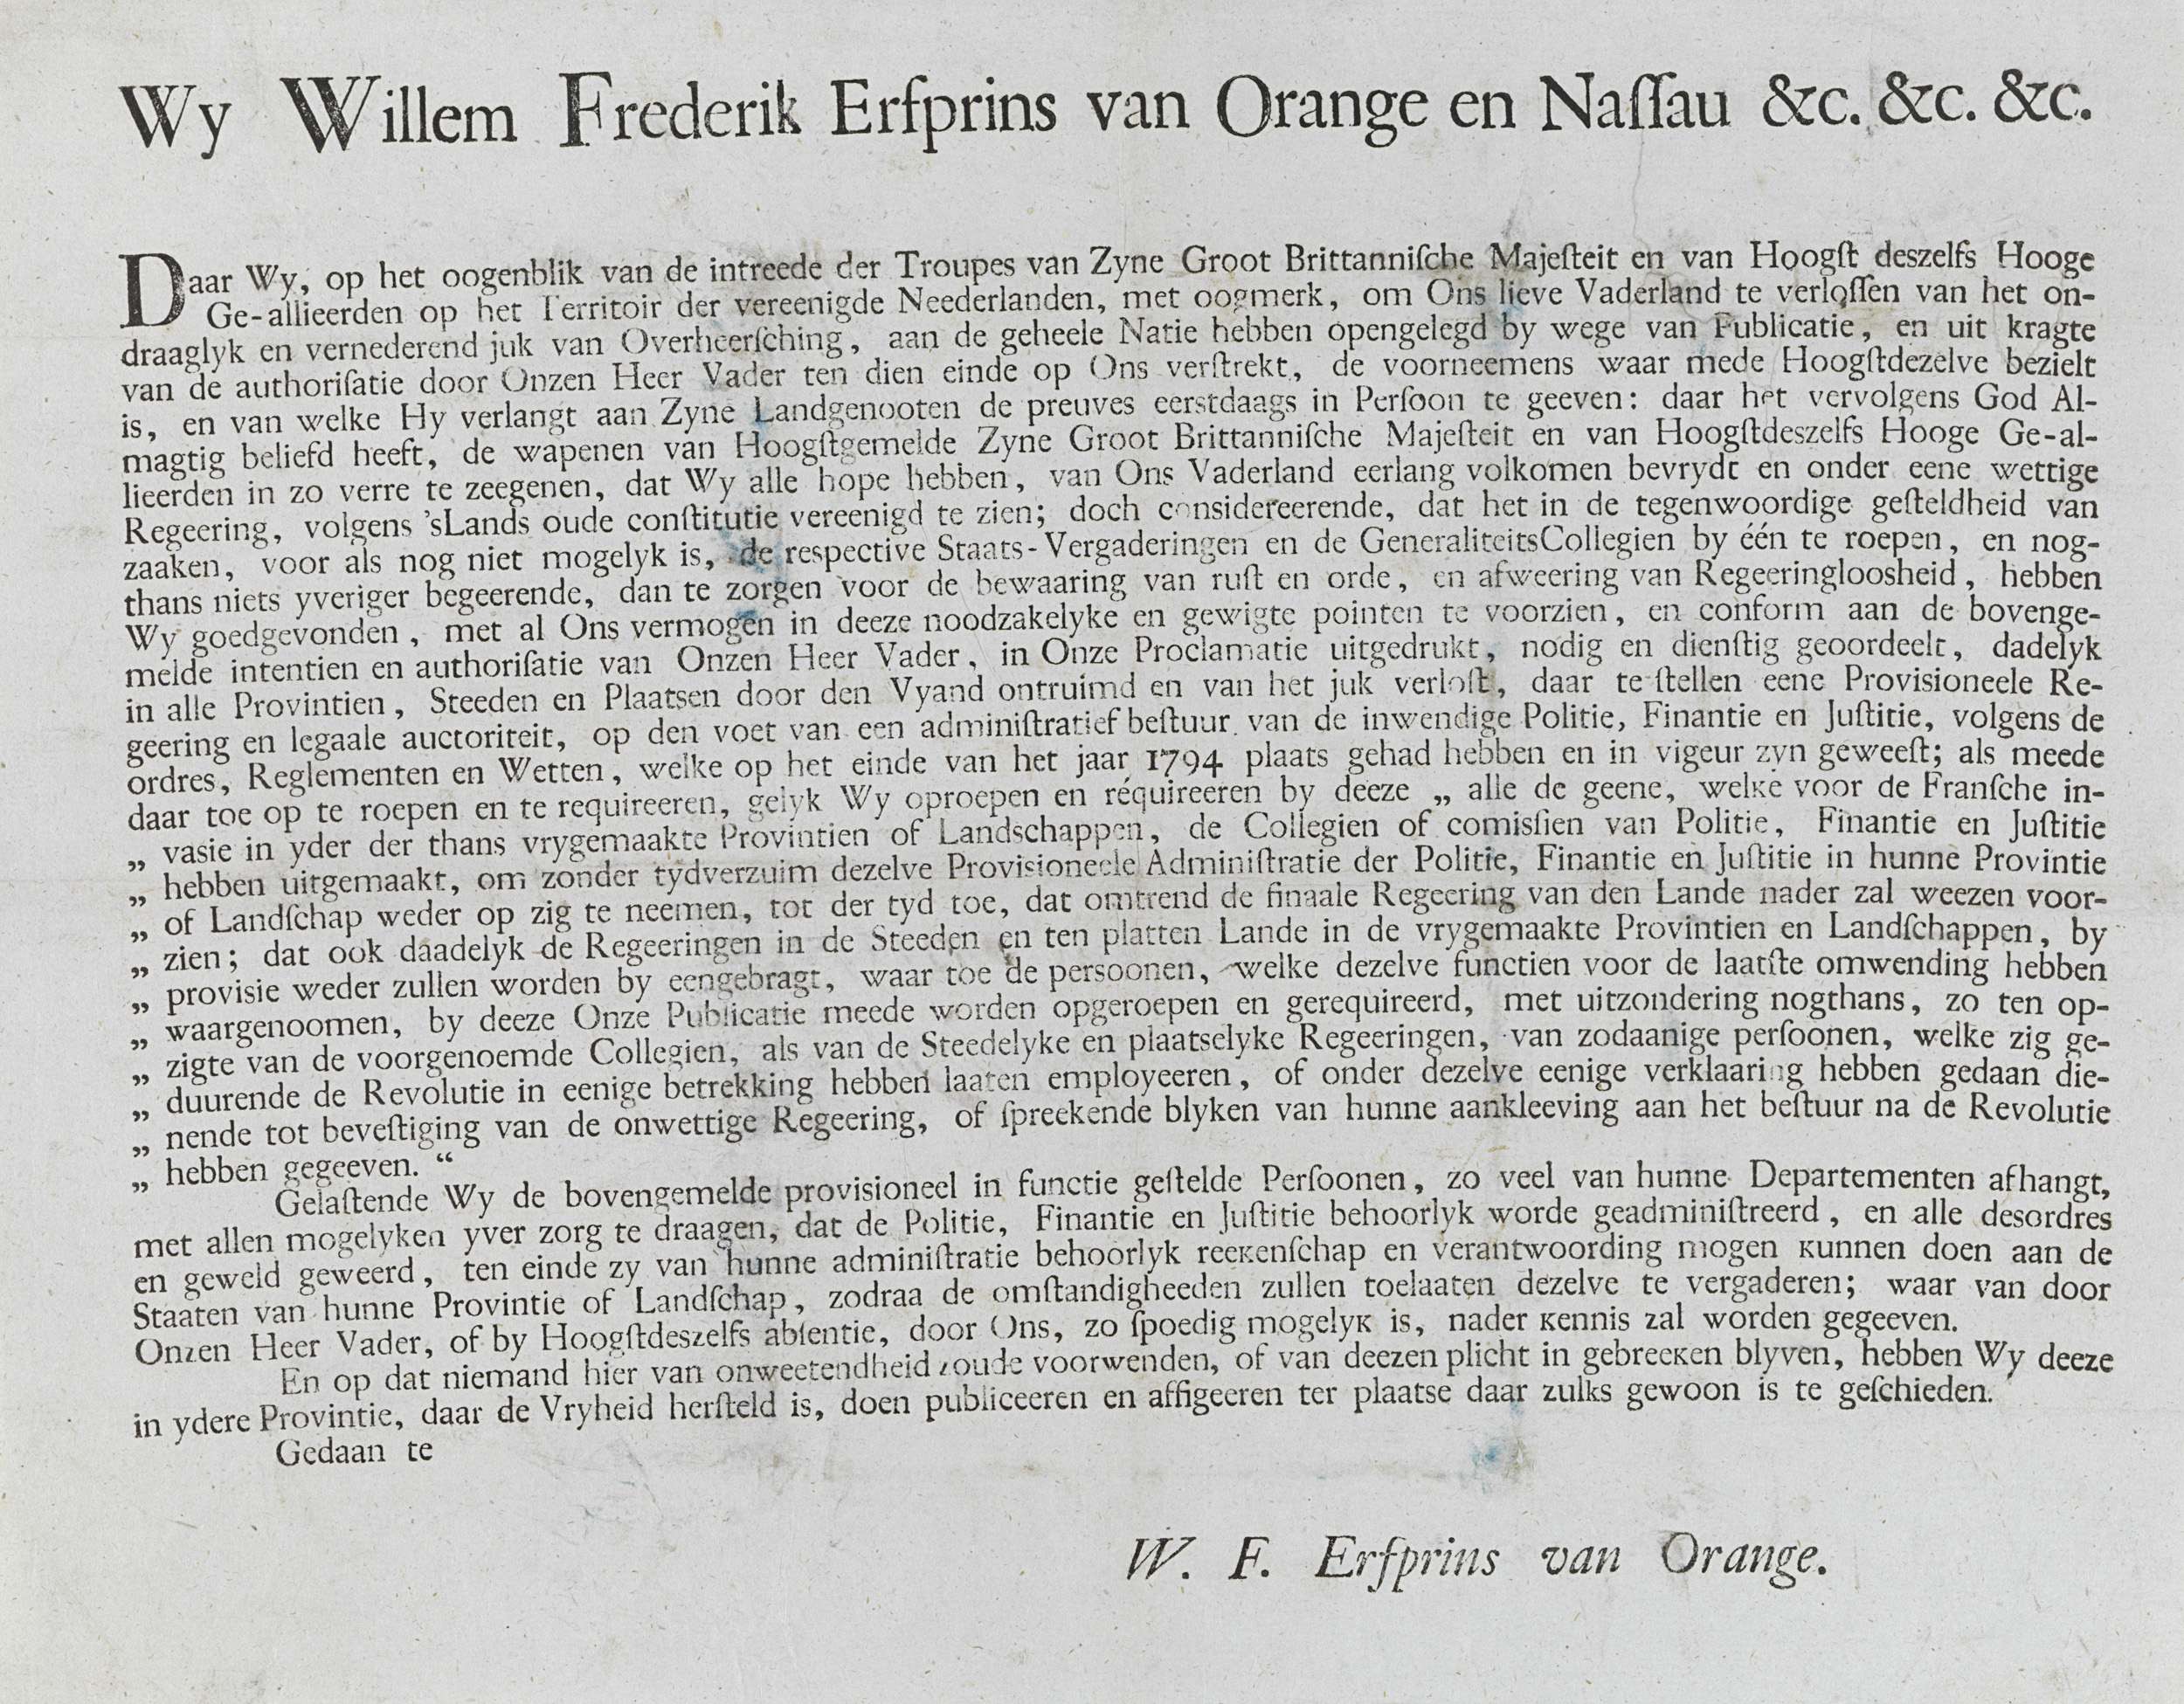 Wy Willem Frederik Erfprins van Orange en Naſſau &c. &c. &c.
Daar Wy, op het oogenblik van de intreede der Troupes van Zyne Groot Brittanniſche Majeſteit en van Hoogſt deszelfs Hooge
Ge-allieerden op het Territoir der vereenigde Neederlanden, met oogmerk, om Ons lieve Vaderland te verloſſen van het on-
draaglyk en vernederend juk van Overheerſching, aan de geheele Natie hebben opengelegd by wege van Publicatie, en uit kragte
van de authoriſatie door Onzen Heer Vader ten dien einde op Ons verſtrekt, de voorneemens waar mede Hoogſtdezelve bezielt
is, en van welke Hy verlangt aan Zyne Landgenooten de preuves eerstdaags in Perſoon te geeven: daar het vervolgens God Al-
magtig beliefd heeft, de wapenen van Hoogſtgemelde Zyne Groot Brittanniſche Majeſteit en van Hoogſtdeszelfs Hooge Ge-al-
lieerden in zo verre te zeegenen, dat Wy alle hope hebben, van Ons Vaderland eerlang volkomen bevrydt en onder eene wettige
Regeering, volgens 'sLands oude conſtitutie vereenigd te zien; doch considereerende, dat het in de tegenwoordige geſteldheid van
zaaken, voor als nog niet mogelyk is, de respective Staats-Vergaderingen en de GeneraliteitsCollegien by één te roepen, en nog-
thans niets yveriger begeerende, dan te zorgen voor de bewaaring van ruſt en orde, en afweering van Regeeringloosheid, hebben
Wy goedgevonden, met al Ons vermogen in deeze noodzakelyke en gewigte pointen te voorzien, en conform aan de bovenge-
melde intentien en authoriſatie van Onzen Heer Vader, in Onze Proclamatie uitgedrukt, nodig en dienſtig geoordeelt, dadelyk
in alle Provintien, Steeden en Plaatsen door den Vyand ontruimd en van het juk verloſt, daar te ſtellen eene Provisioneele Re-
geering en legaale auctoriteit, op den voet van een adminiſtratief beſtuur van de inwendige Politie, Finantie en Juſtitie, volgens de
ordres, Reglementen en Wetten, welke op het einde van het jaar 1794 plaats gehad hebben en in vigeur zyn geweeſt; als meede
daar toe op te roepen en te requireeren, gelyk Wy oproepen en réquireeren by deeze „ alle de geene, welke voor de Franſche in-
„ vasie in yder der thans vrygemaakte Provintien of Landschappen, de Collegien of comisſien van Politie, Finantie en Juſtitie
„ hebben uitgemaakt, om zonder tydverzuim dezelve Provisioneele Adminiſtratie der Politie, Finantie en Juſtitie in hunne Provintie
„ of Landſchap weder op zig te neemen, tot der tyd toe, dat omtrend de finaale Regeering van den Lande nader zal weezen voor-
„ zien; dat ook daadelyk de Regeeringen in de Steeden en ten platten Lande in de vrygemaakte Provintien en Landſchappen, by
„ provisie weder zullen worden by eengebragt, waar toe de persoonen, welke dezelve functien voor de laatſte omwending hebben
„ waargenoomen, by deeze Onze Publicatie meede worden opgeroepen en gerequireerd, met uitzondering nogthans, zo ten op-
„ zigte van de voorgenoemde Collegien, als van de Steedelyke en plaatselyke Regeeringen, van zodaanige perſoonen, welke zig ge-
„ duurende de Revolutie in eenige betrekking hebben laaten employeeren, of onder dezelve eenige verklaaring hebben gedaan die-
„ nende tot beveſtiging van de onwettige Regeering, of ſpreekende blyken van hunne aankleeving aan het beſtuur na de Revolutie
„ hebben gegeeven. “
Gelaſtende Wy de bovengemelde provisioneel in functie geſtelde Perſoonen, zo veel van hunne Departementen afhangt,
met allen mogelyken yver zorg te draagen, dat de Politie, Finantie en Juſtitie behoorlyk worde geadminiſtreerd, en alle desordres
en geweld geweerd, ten einde zy van hunne adminiſtratie behoorlyk reekenſchap en verantwoording mogen kunnen doen aan de
Staaten van hunne Provintie of Landſchap, zodraa de omſtandigheeden zullen toelaaten dezelve te vergaderen; waar van door
Onzen Heer Vader, of by Hoogſtdeszelfs abſentie, door Ons, zo ſpoedig mogelyk is, nader kennis zal worden gegeeven.
En op dat niemand hier van onweetendheid zoude voorwenden, of van deezen plicht in gebreeken blyven, hebben Wy deeze
in ydere Provintie, daar de Vryheid herſteld is, doen publiceeren en affigeeren ter plaatse daar zulks gewoon is te geſchieden.
Gedaan te
W. F. Erfprins van Orange.